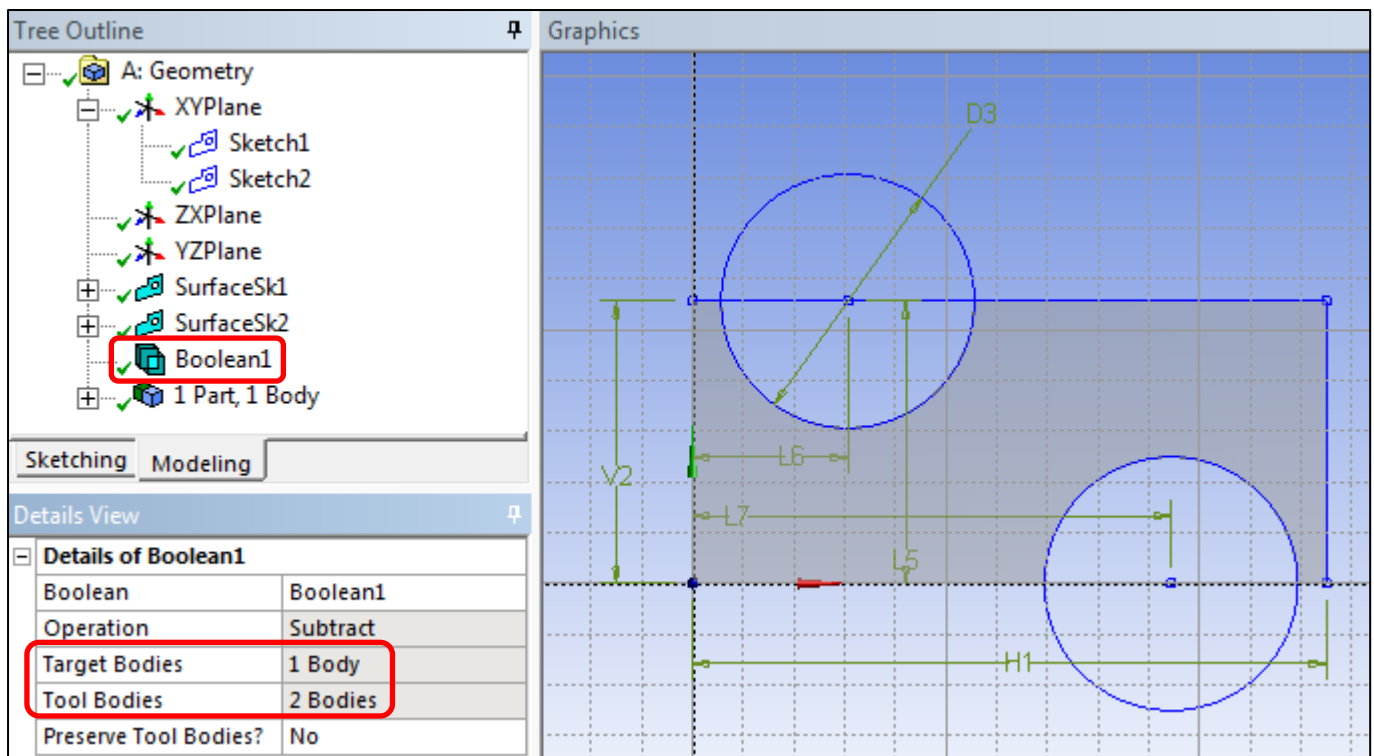 Tree Outline
A: Geometry
XYPlane
Sketch1
Sketch2
ZXPlane
YZPlane
SurfaceSk1
SurfaceSk2
Boolean1
1 Part, 1 Body
Sketching Modeling
Details View
Details of Boolean1
Boolean Boolean1
Operation Subtract
Target Bodies 1 Body
Tool Bodies 2 Bodies
Preserve Tool Bodies? No
Graphics
D3
L6
V2
L7
L5
H1